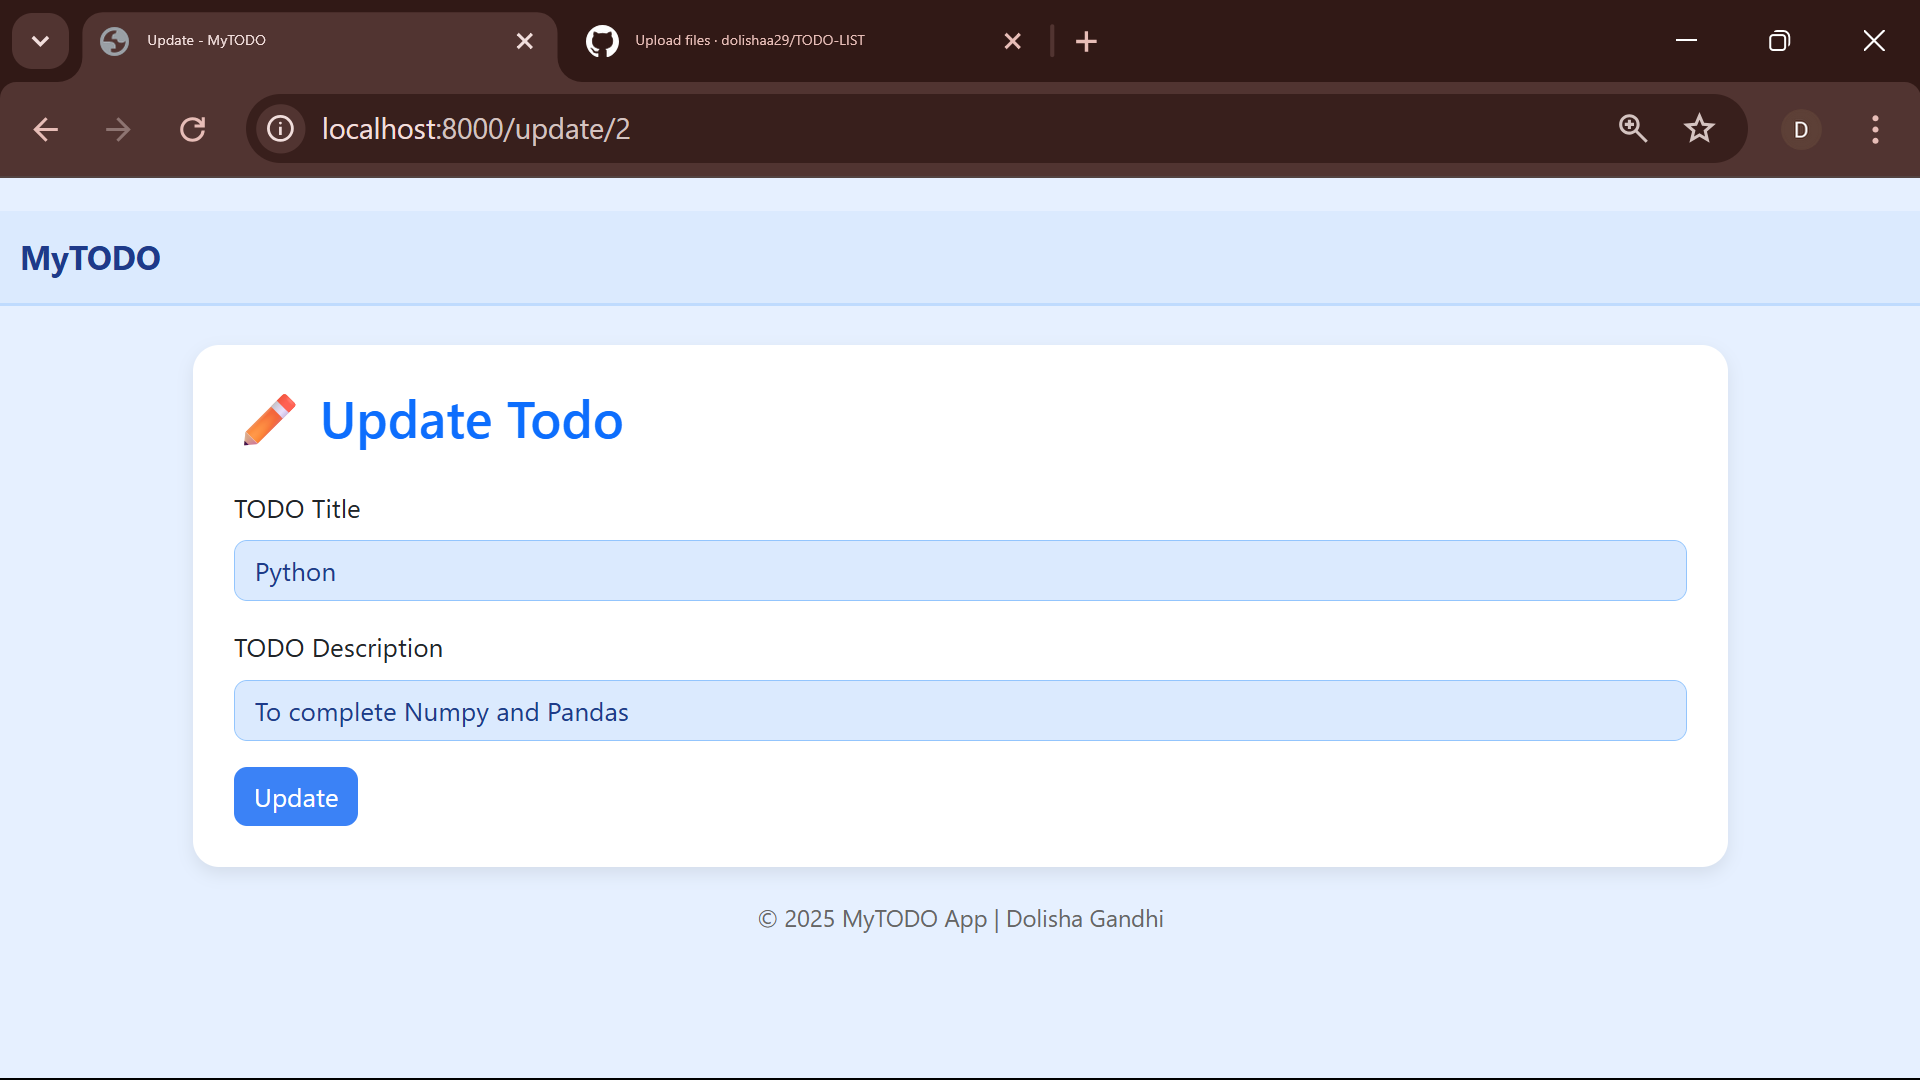 Update - MyTODO
Upload files · dolishaa29/TODO-LIST
localhost:8000/update/2
D
MyTODO
Update Todo
TODO Title
Python
TODO Description
To complete Numpy and Pandas
Update
© 2025 MyTODO App | Dolisha Gandhi